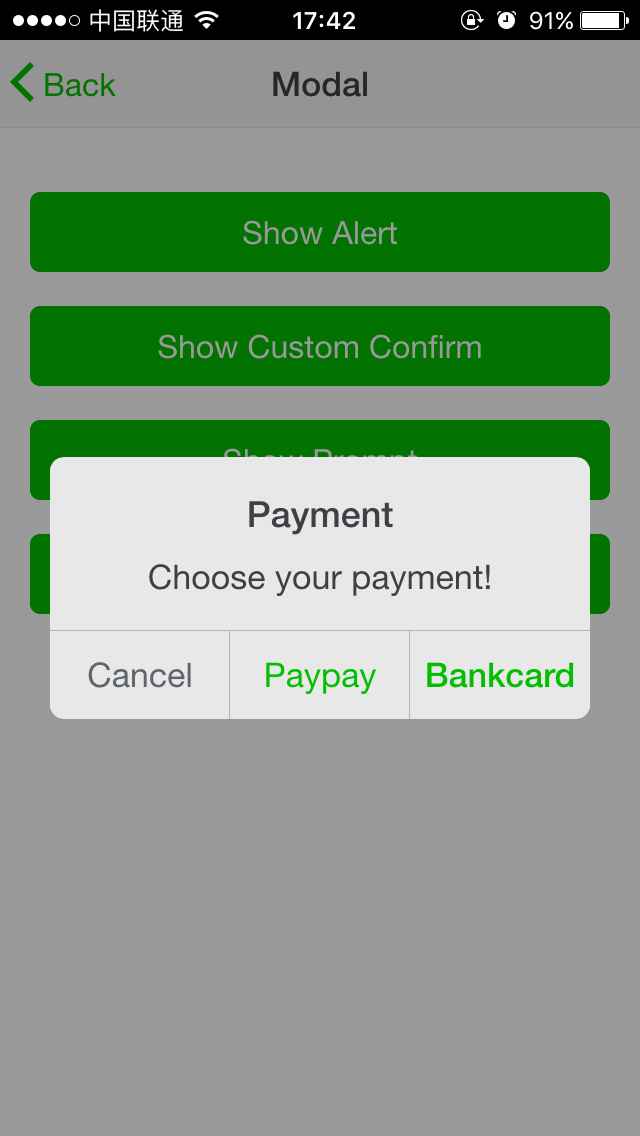 中国联通 17:42 91%
Back Modal
Show Alert
Show Custom Confirm
Show Prompt
Payment
Choose your payment!
Cancel Paypay Bankcard